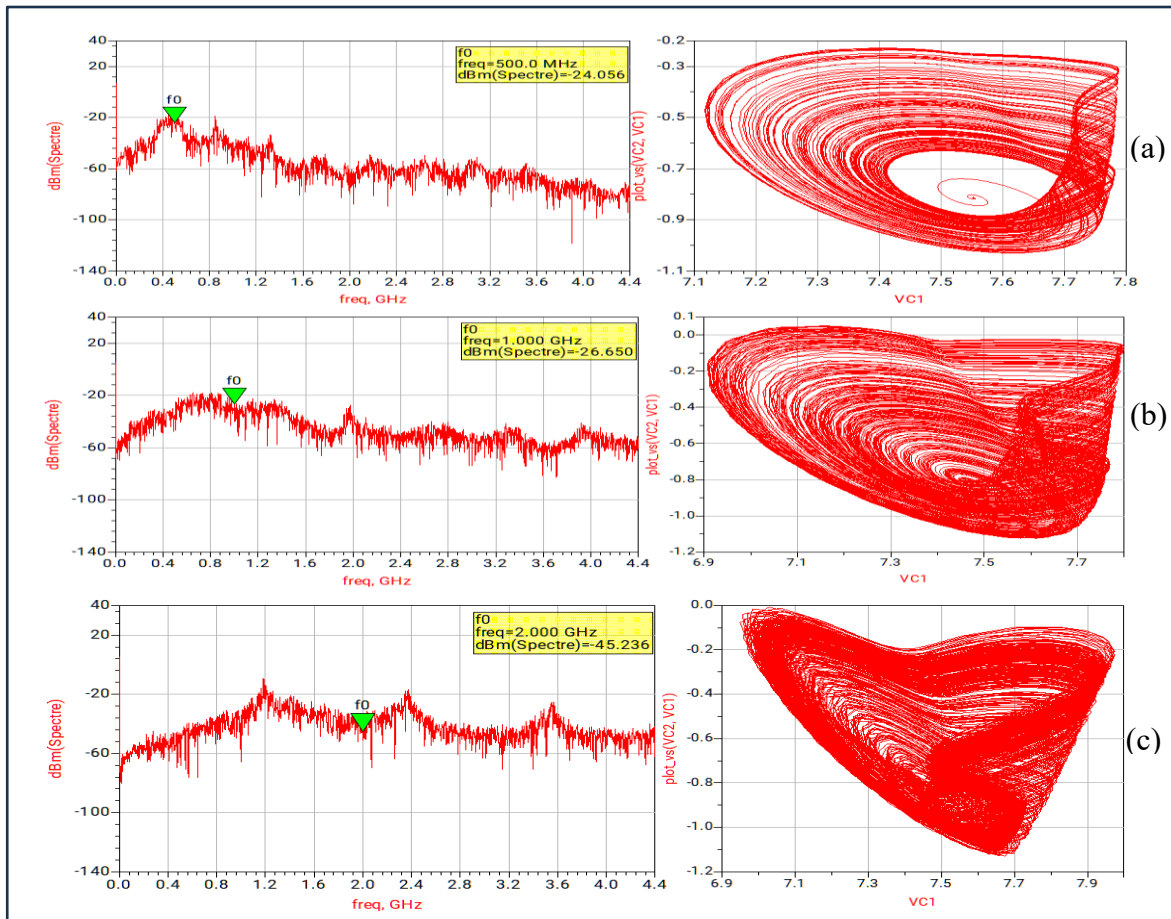 40
20
-20
-60
-100
-140
dBm(Spectre)
f0
f0
freq=500.0 MHz
dBm(Spectre)=-24.056
0.0 0.4 0.8 1.2 1.6 2.0 2.4 2.8 3.2 3.6 4.0 4.4
freq, GHz
-0.2
-0.3
-0.5
-0.7
-0.9
-1.1
plot_vs(VC2, VC1)
7.1 7.2 7.3 7.4 7.5 7.6 7.7 7.8
VC1
(a)
40
20
-20
-60
-100
-140
dBm(Spectre)
f0
f0
freq=1.000 GHz
dBm(Spectre)=-26.650
0.0 0.4 0.8 1.2 1.6 2.0 2.4 2.8 3.2 3.6 4.0 4.4
freq, GHz
0.1
0.0
-0.2
-0.4
-0.6
-0.8
-1.0
-1.2
plot_vs(VC2, VC1)
6.9 7.1 7.3 7.5 7.7
VC1
(b)
40
20
-20
-60
-100
-140
dBm(Spectre)
f0
f0
freq=2.000 GHz
dBm(Spectre)=-45.236
0.0 0.4 0.8 1.2 1.6 2.0 2.4 2.8 3.2 3.6 4.0 4.4
freq, GHz
0.0
-0.2
-0.4
-0.6
-0.8
-1.0
-1.2
plot_vs(VC2, VC1)
6.9 7.1 7.3 7.5 7.7 7.9
VC1
(c)